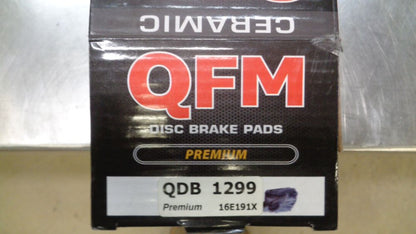 CERAMIC
QFM
DISC BRAKE PADS
PREMIUM
QDB 1299
Premium 16E191X